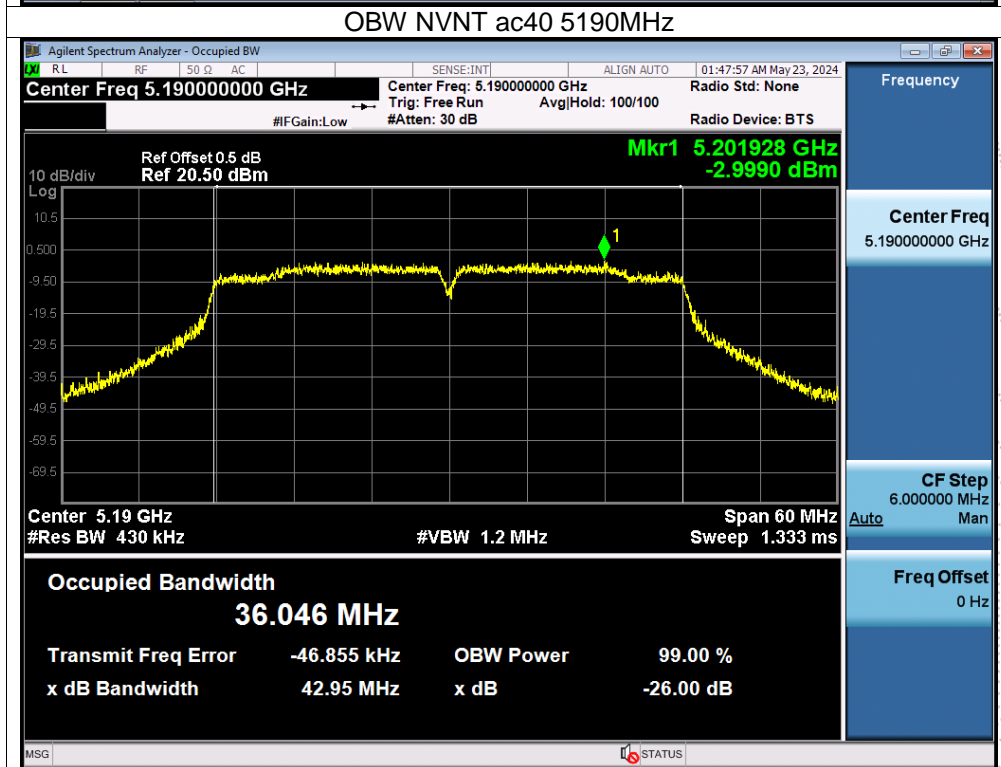 OBW NVNT ac40 5190MHz
Agilent Spectrum Analyzer - Occupied BW
LXI RL RF 50 Ω AC SENSE:INT ALIGN AUTO 01:47:57 AM May 23, 2024
Center Freq 5.190000000 GHz
Center Freq: 5.190000000 GHz Radio Std: None
Trig: Free Run Avg|Hold: 100/100
#IFGain:Low #Atten: 30 dB Radio Device: BTS
Mkr1 5.201928 GHz
-2.9990 dBm
Ref Offset 0.5 dB
10 dB/div Ref 20.50 dBm
Log
10.5
0.500
-9.50
-19.5
-29.5
-39.5
-49.5
-59.5
-69.5
1
Center 5.19 GHz Span 60 MHz
#Res BW 430 kHz #VBW 1.2 MHz Sweep 1.333 ms
Occupied Bandwidth
36.046 MHz
Transmit Freq Error -46.855 kHz OBW Power 99.00 %
x dB Bandwidth 42.95 MHz x dB -26.00 dB
Frequency
Center Freq
5.190000000 GHz
CF Step
6.000000 MHz
Auto Man
Freq Offset
0 Hz
MSG STATUS